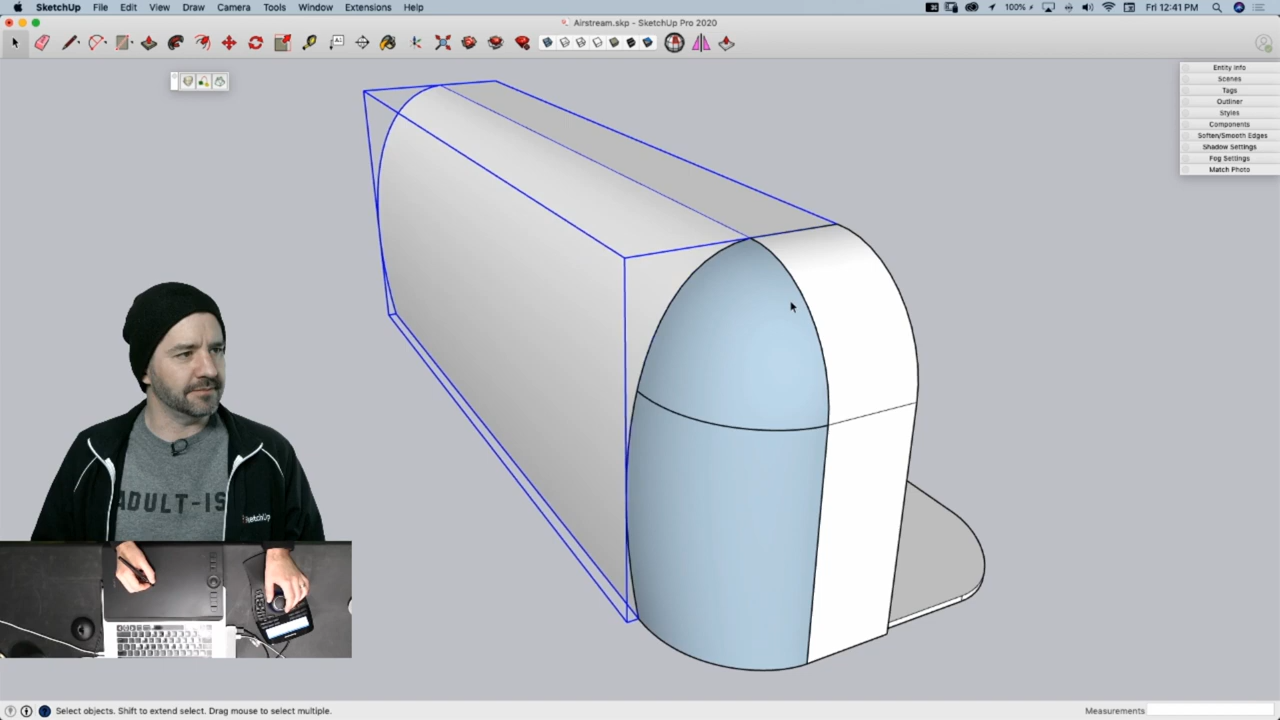 SketchUp File Edit View Draw Camera Tools Window Extensions Help
100% Fri 12:41 PM
Airstream.skp - SketchUp Pro 2020
Entity Info
Scenes
Tags
Outliner
Styles
Components
Soften/Smooth Edges
Shadow Settings
Fog Settings
Match Photo
ADULT-IS
Select objects. Shift to extend select. Drag mouse to select multiple.
Measurements